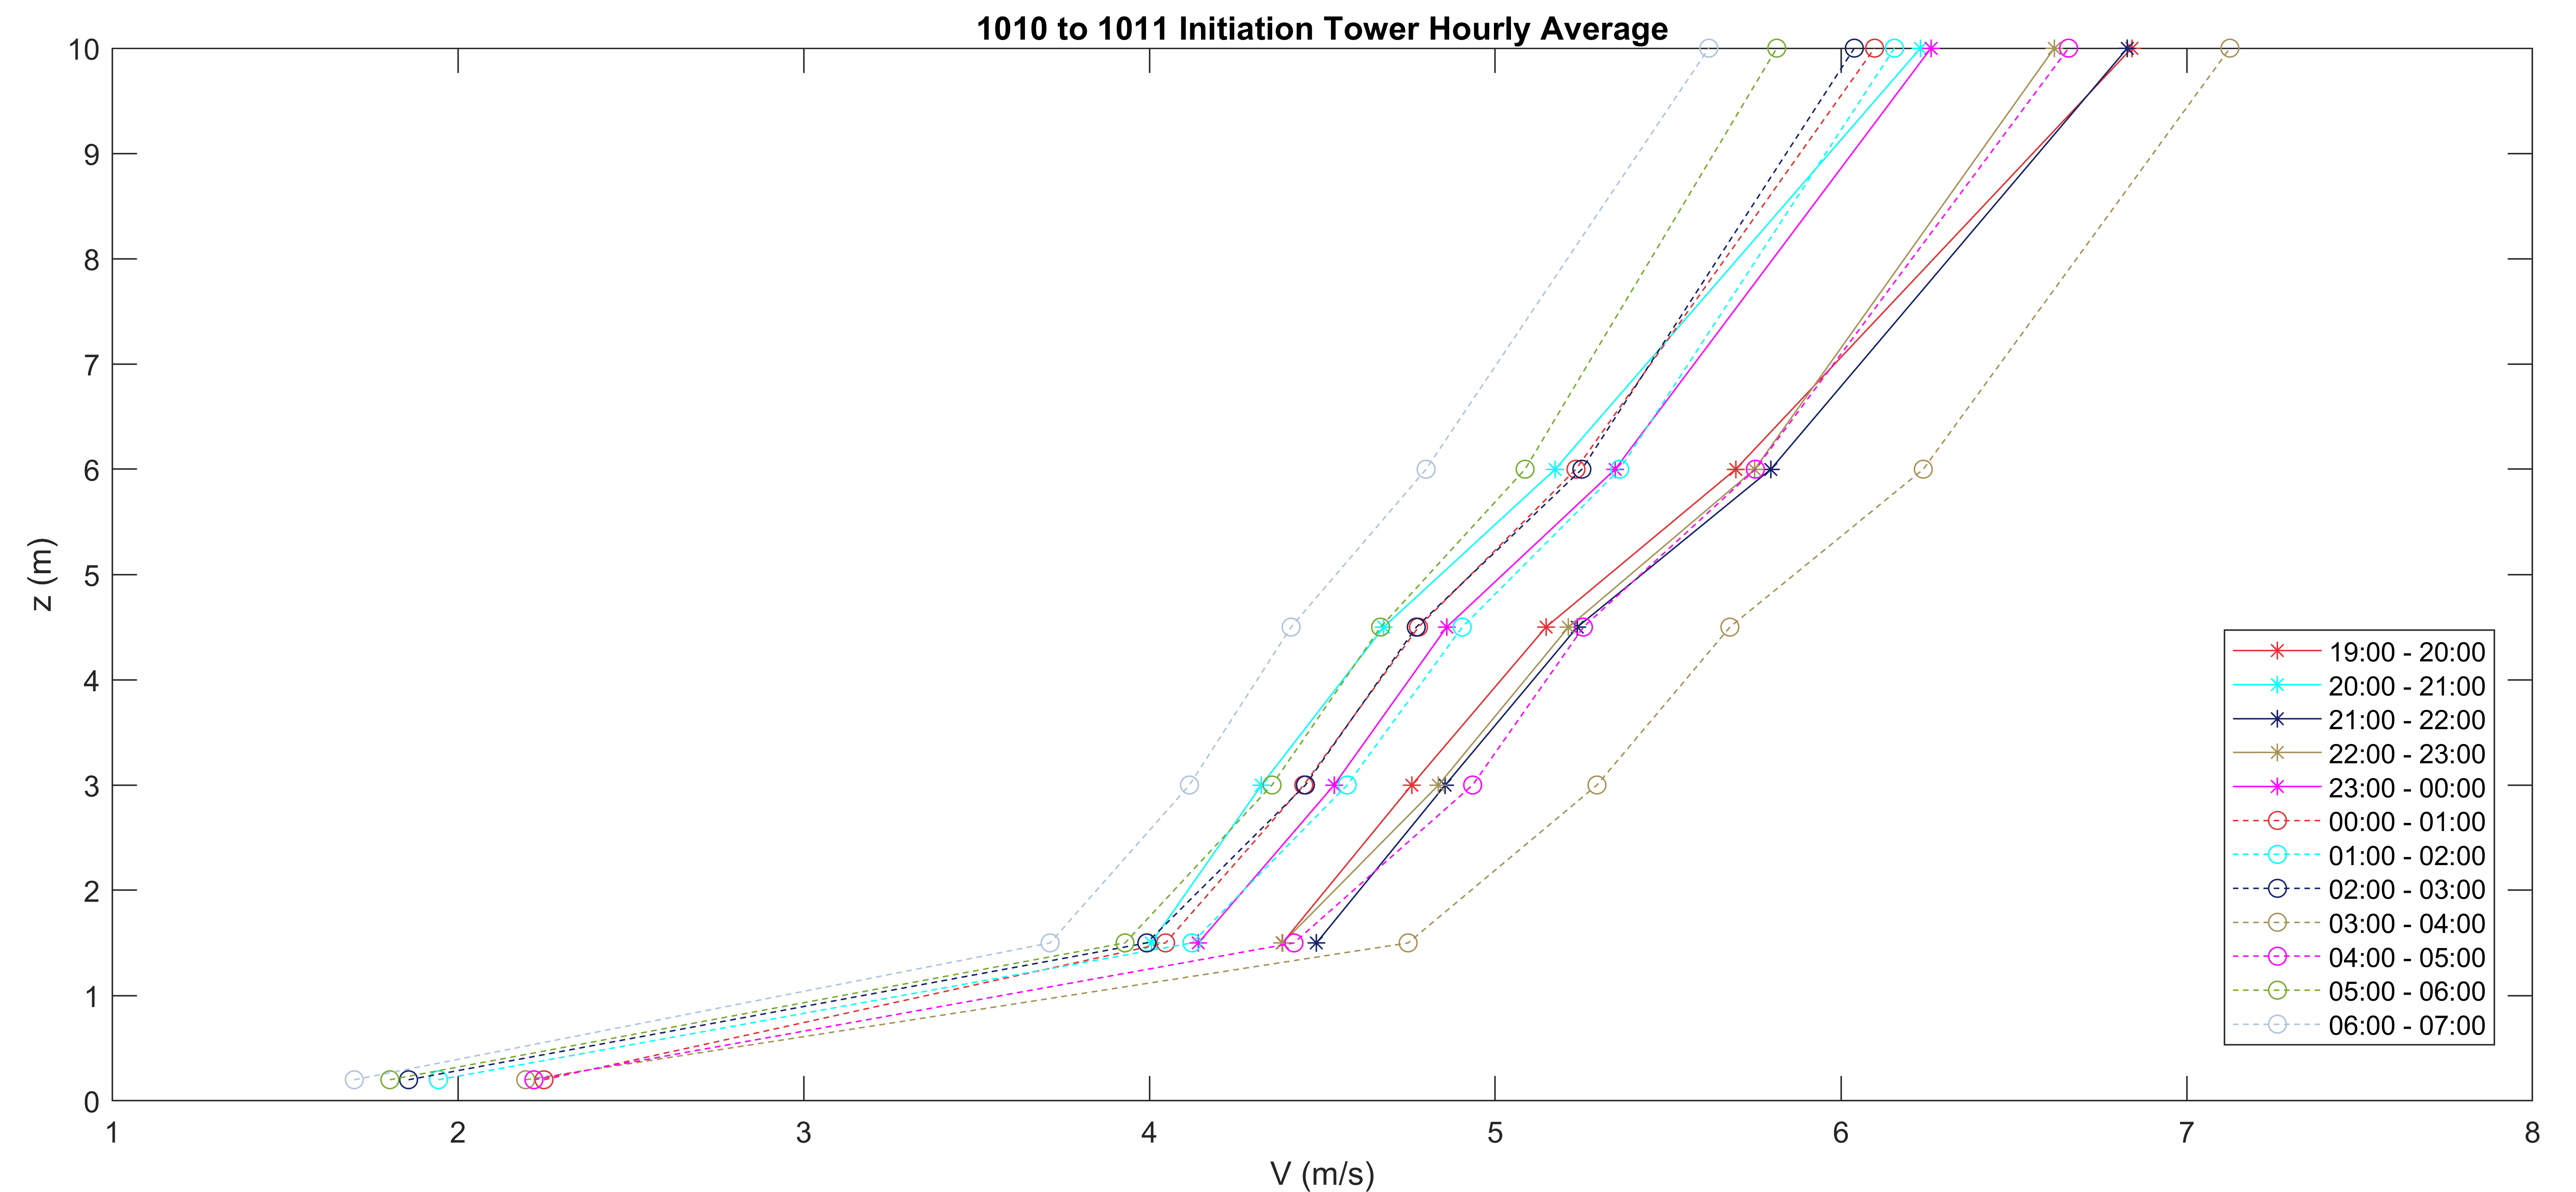 1010 to 1011 Initiation Tower Hourly Average
10
9
8
7
6
5
4
3
2
1
0
z (m)
1 2 3 4 5 6 7 8
V (m/s)
19:00 - 20:00
20:00 - 21:00
21:00 - 22:00
22:00 - 23:00
23:00 - 00:00
00:00 - 01:00
01:00 - 02:00
02:00 - 03:00
03:00 - 04:00
04:00 - 05:00
05:00 - 06:00
06:00 - 07:00